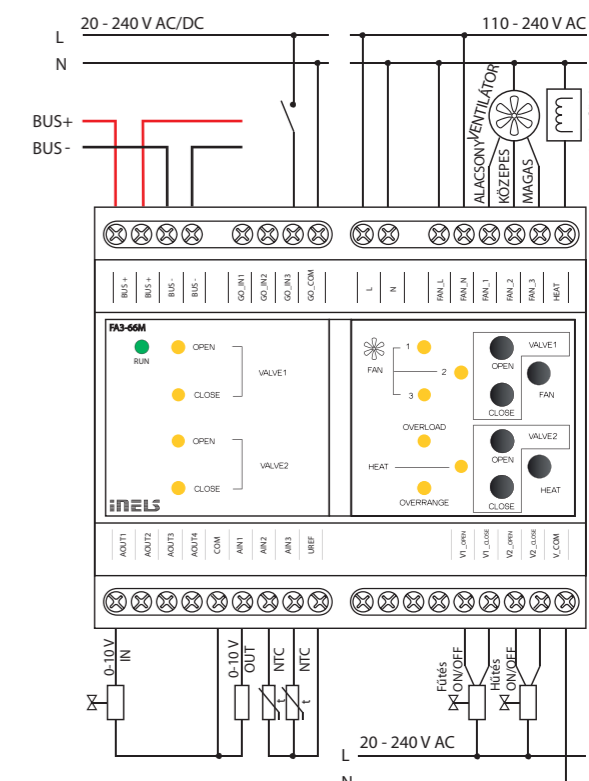 20 - 240 V AC/DC
110 - 240 V AC
L
N
BUS+
BUS -
VENTILÁTOR
ALACSONY
KÖZEPES
MAGAS
BUS +
BUS +
BUS -
BUS -
GO_IN1
GO_IN2
GO_IN3
GO_COM
L
N
FAN_L
FAN_N
FAN_1
FAN_2
FAN_3
HEAT
FA3-66M
RUN
OPEN
VALVE1
CLOSE
OPEN
VALVE2
CLOSE
iNELS
FAN
1
2
3
OVERLOAD
HEAT
OVERRANGE
VALVE1
OPEN
FAN
CLOSE
VALVE2
OPEN
HEAT
CLOSE
AOUT1
AOUT2
AOUT3
AOUT4
COM
AIN1
AIN2
AIN3
UREF
V1_OPEN
V1_CLOSE
V2_OPEN
V2_CLOSE
V_COM
0-10 V
IN
0-10 V
OUT
NTC
NTC
t
t
Fűtés
ON/OFF
Hűtés
ON/OFF
20 - 240 V AC
L
N